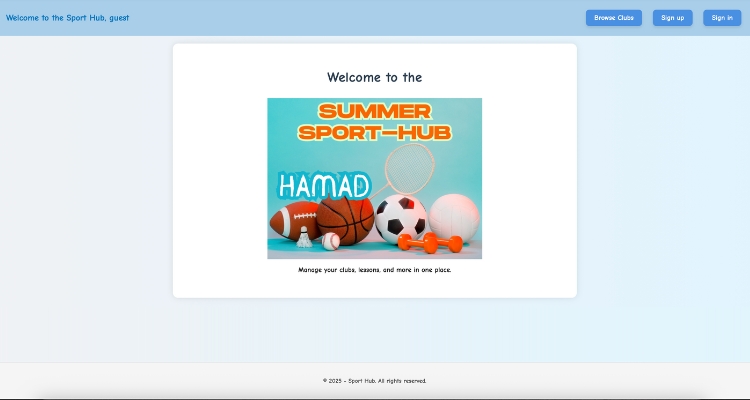 Welcome to the Sport Hub, guest
Browse Clubs
Sign up
Sign in
Welcome to the
SUMMER
SPORT-HUB
HAMAD
Manage your clubs, lessons, and more in one place.
© 2025 - Sport Hub. All rights reserved.